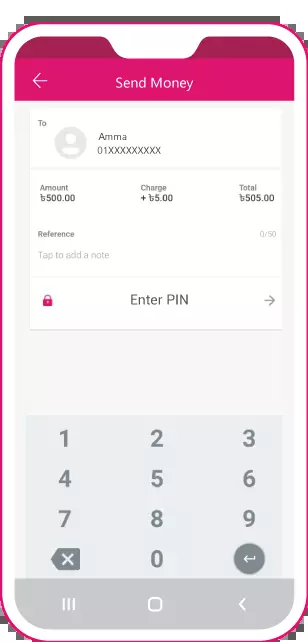 Send Money
To
Amma
01XXXXXXXXX
Amount Charge Total
৳500.00 + ৳5.00 ৳505.00
Reference 0/50
Tap to add a note
Enter PIN
1 2 3
4 5 6
7 8 9
0